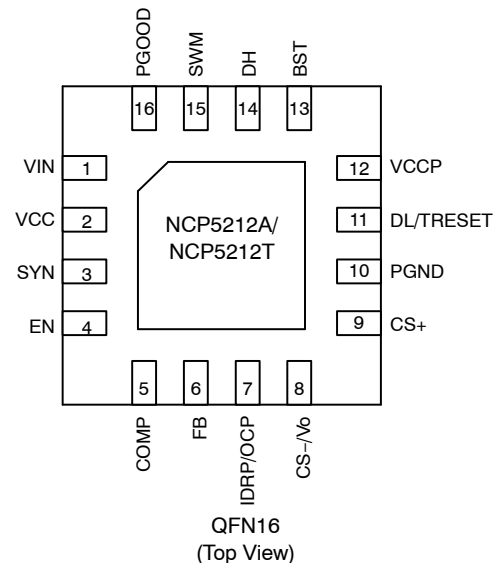 PGOOD
SWM
DH
BST
16
15
14
13
VIN
1
12
VCCP
VCC
2
11
DL/TRESET
SYN
3
10
PGND
EN
4
9
CS+
NCP5212A/
NCP5212T
5
6
7
8
COMP
FB
IDRP/OCP
CS−/Vo
QFN16
(Top View)